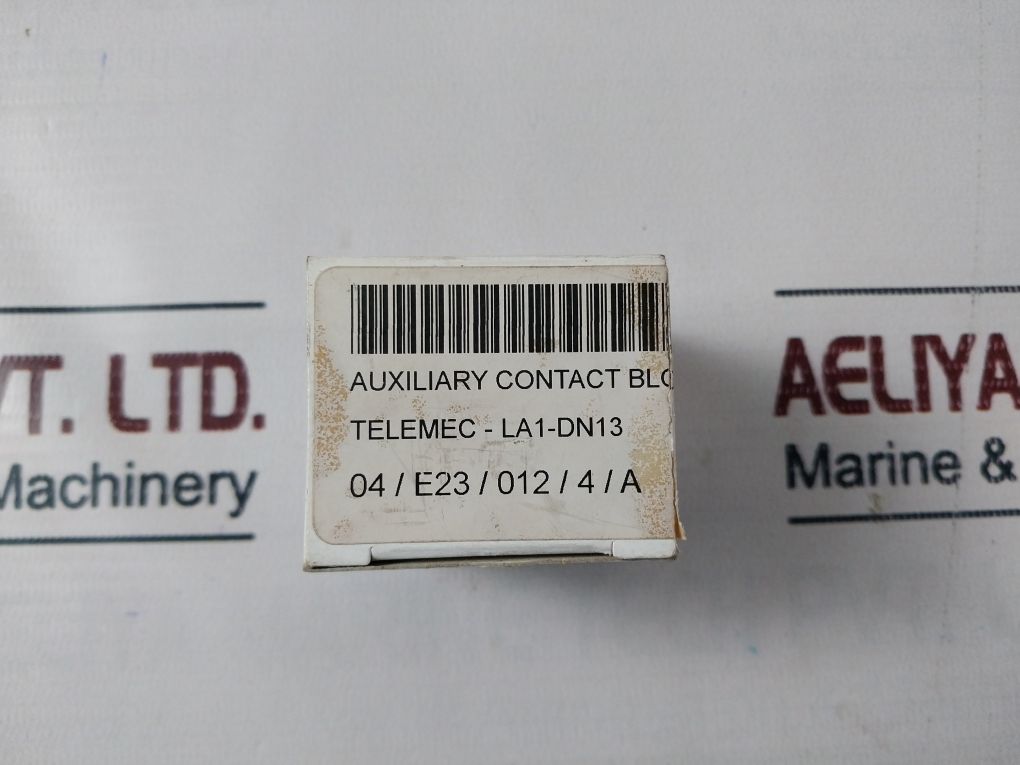 AUXILIARY CONTACT BLO
TELEMEC - LA1-DN13
04 / E23 / 012 / 4 / A
VT. LTD.
Machinery
AELIYA
Marine &